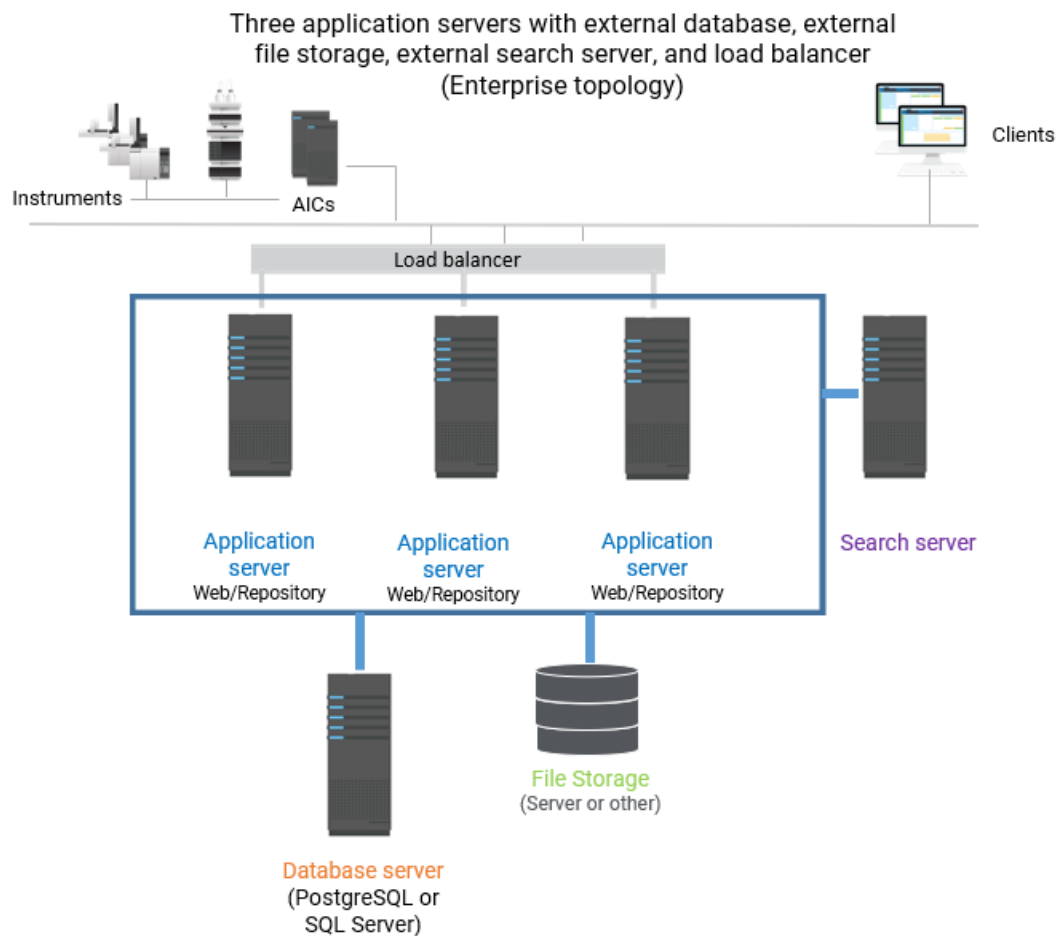 Three application servers with external database, external
file storage, external search server, and load balancer
(Enterprise topology)
Clients
Instruments
AICs
Load balancer
Application
server
Web/Repository
Application
server
Web/Repository
Application
server
Web/Repository
Search server
File Storage
(Server or other)
Database server
(PostgreSQL or
SQL Server)